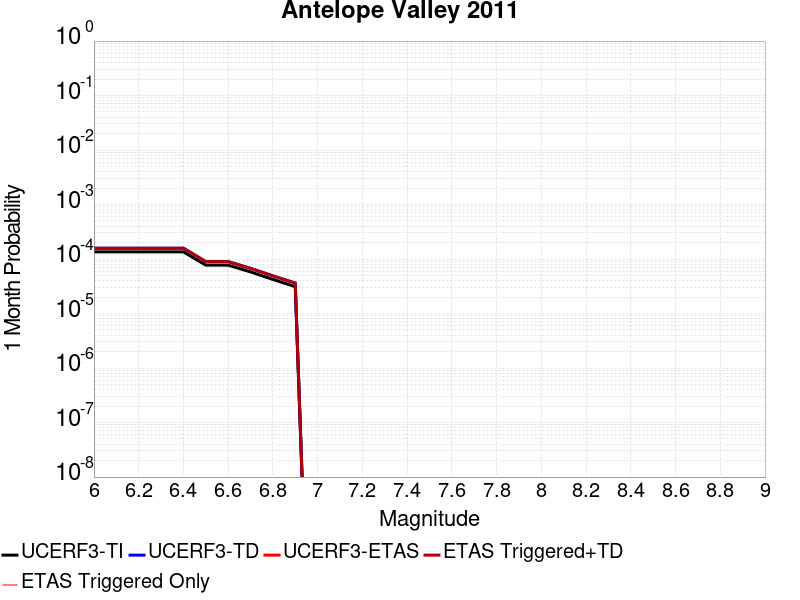 Antelope Valley 2011
10^0
10^-1
10^-2
10^-3
10^-4
10^-5
10^-6
10^-7
10^-8
1 Month Probability
6 6.2 6.4 6.6 6.8 7 7.2 7.4 7.6 7.8 8 8.2 8.4 8.6 8.8 9
Magnitude
UCERF3-TI UCERF3-TD UCERF3-ETAS ETAS Triggered+TD
ETAS Triggered Only